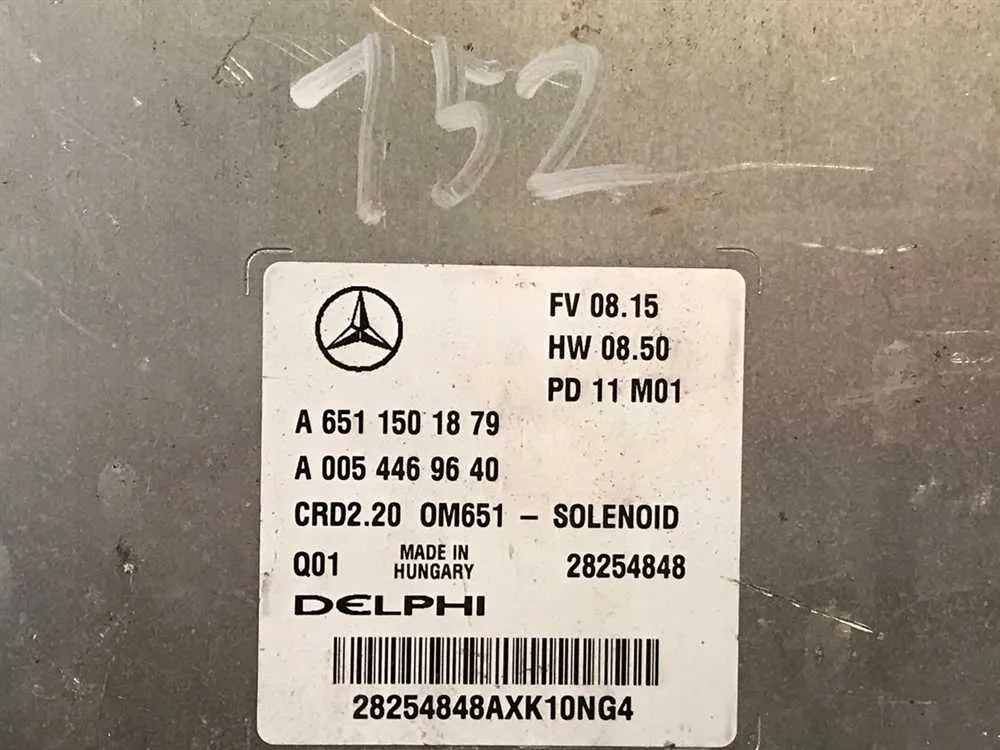 152
FV 08.15
HW 08.50
PD 11 M01
A 651 150 18 79
A 005 446 96 40
CRD2.20 OM651 – SOLENOID
Q01 MADE IN HUNGARY 28254848
DELPHI
28254848AXK10NG4